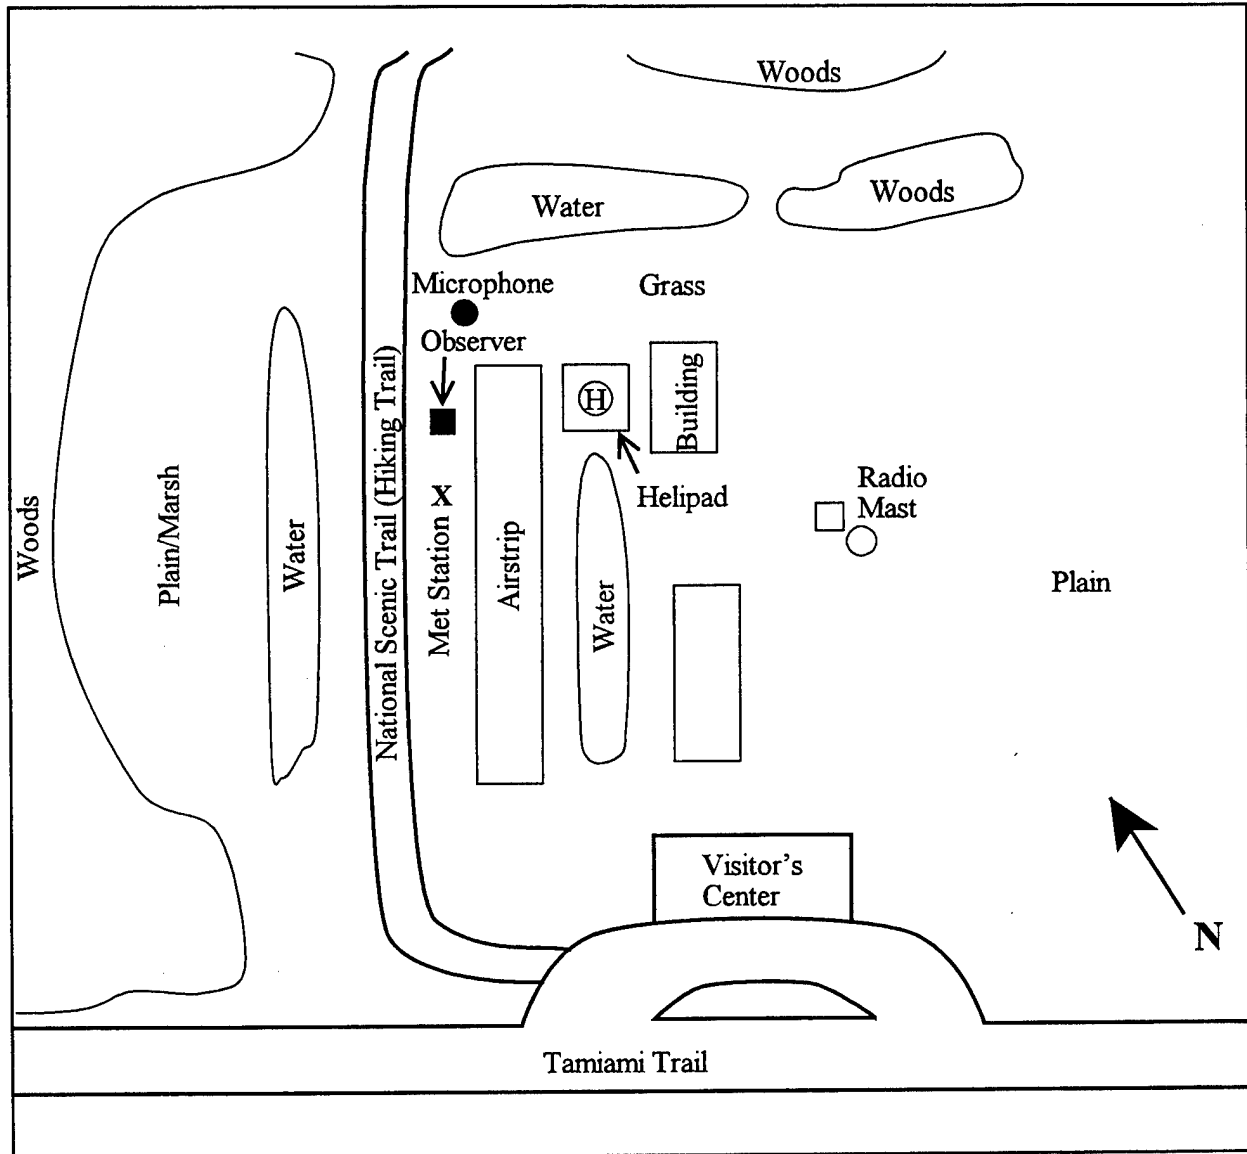 Woods
Woods
Water
Microphone
Grass
Observer
H
Building
National Scenic Trail (Hiking Trail)
Helipad
Radio
Mast
Woods
Plain/Marsh
Water
Met Station X
Airstrip
Water
Plain
Visitor's
Center
N
Tamiami Trail